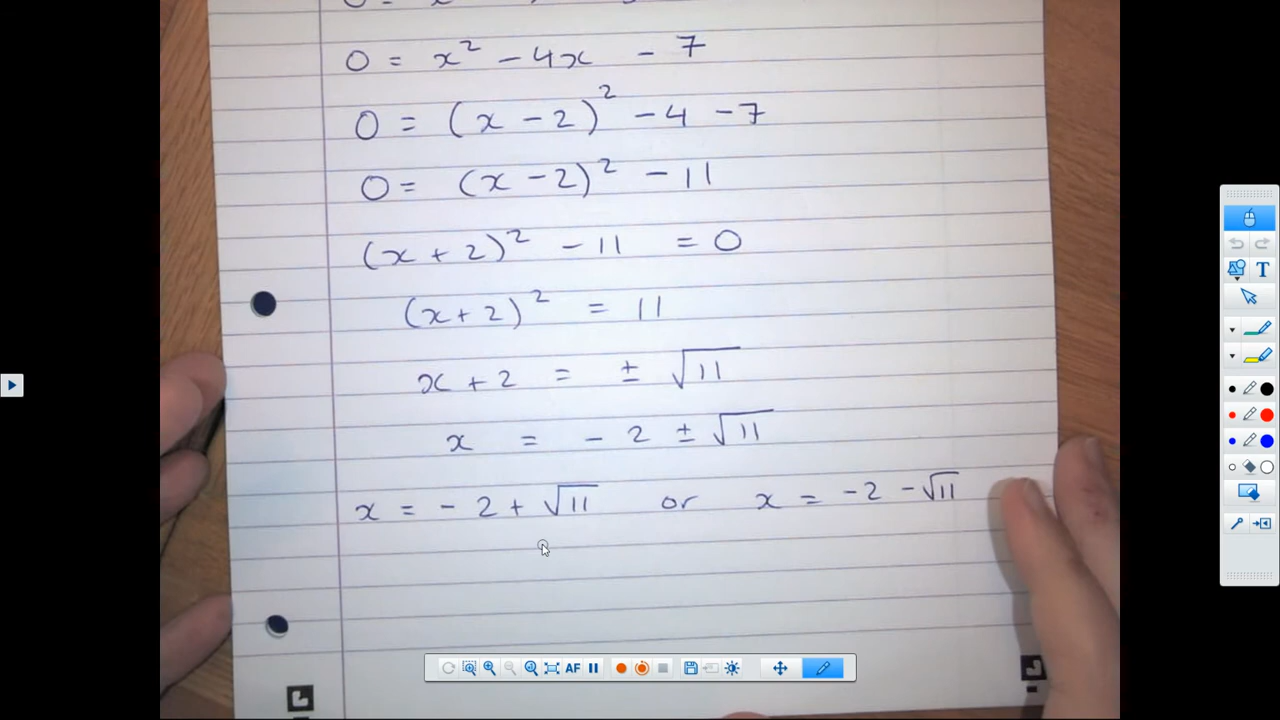 0 = x² - 4x - 7
0 = (x - 2)² - 4 - 7
0 = (x - 2)² - 11
(x + 2)² - 11 = 0
(x + 2)² = 11
x + 2 = ± √11
x = - 2 ± √11
x = - 2 + √11 or x = -2 - √11
T
AF